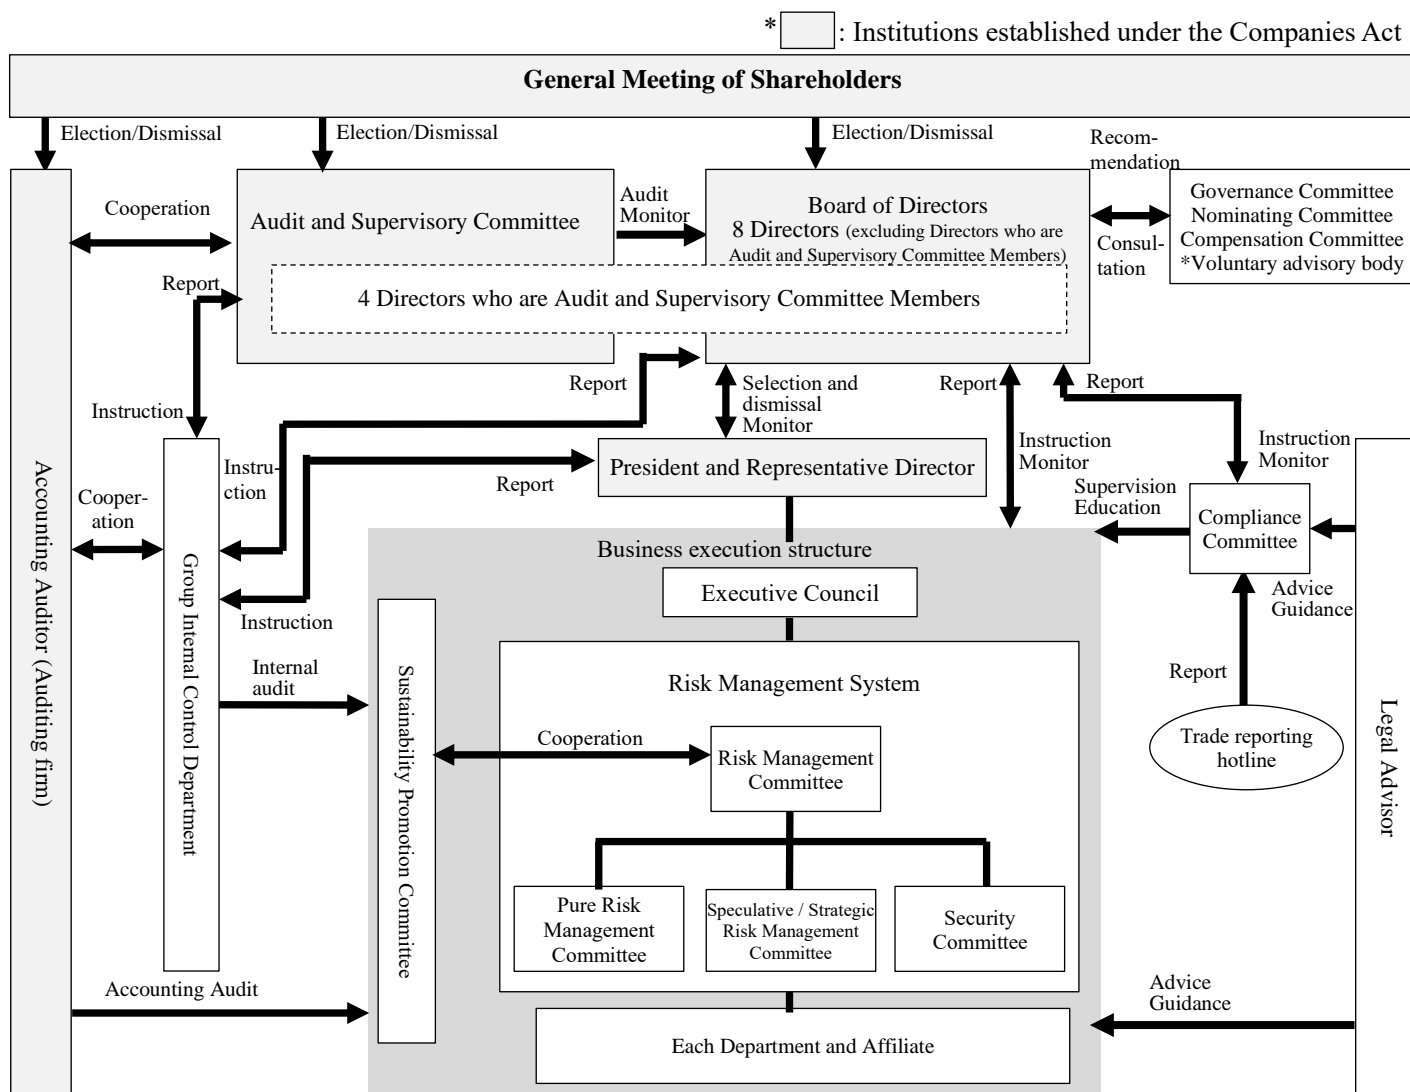 * : Institutions established under the Companies Act
General Meeting of Shareholders
Election/Dismissal
Election/Dismissal
Election/Dismissal
Recom-
mendation
Cooperation
Audit and Supervisory Committee
Audit
Monitor
Board of Directors
8 Directors (excluding Directors who are
Audit and Supervisory Committee Members)
Consul-
tation
Governance Committee
Nominating Committee
Compensation Committee
*Voluntary advisory body
Report
4 Directors who are Audit and Supervisory Committee Members
Report
Selection and
dismissal
Monitor
Report
Report
Instruction
Instru-
ction
Report
President and Representative Director
Instruction
Monitor
Instruction
Monitor
Cooper-
ation
Supervision
Education
Compliance
Committee
Accounting Auditor (Auditing firm)
Group Internal Control Department
Business execution structure
Executive Council
Advice
Guidance
Instruction
Internal
audit
Sustainability Promotion Committee
Risk Management System
Report
Legal Advisor
Cooperation
Risk Management
Committee
Trade reporting
hotline
Pure Risk
Management
Committee
Speculative / Strategic
Risk Management
Committee
Security
Committee
Accounting Audit
Advice
Guidance
Each Department and Affiliate